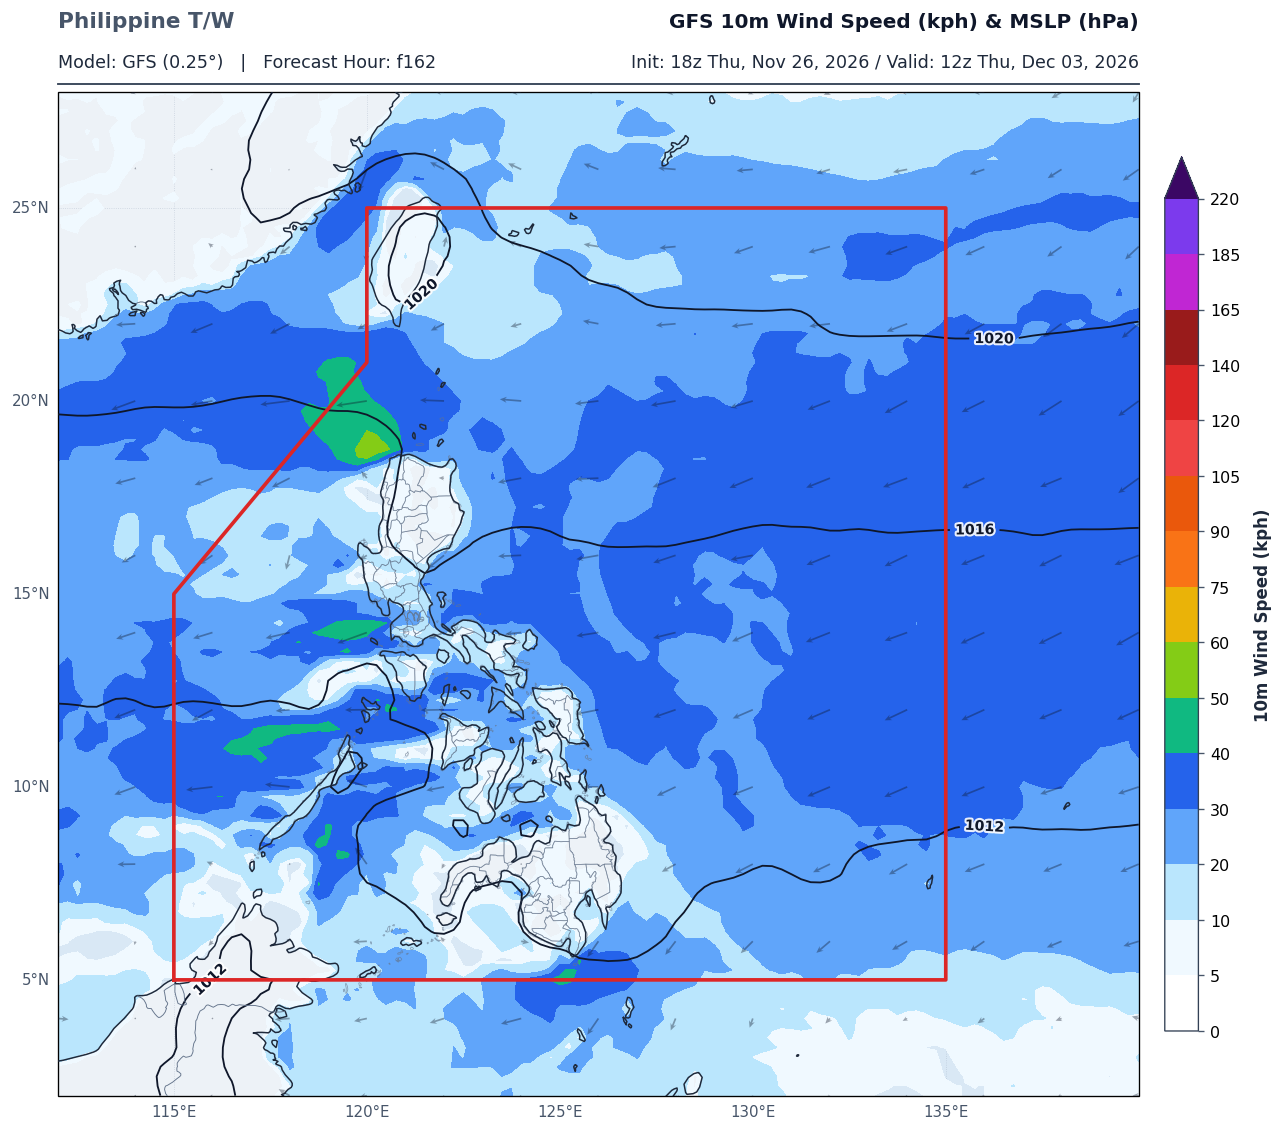 Philippine T/W
GFS 10m Wind Speed (kph) & MSLP (hPa)
Model: GFS (0.25°)   |   Forecast Hour: f162
Init: 18z Thu, Nov 26, 2026 / Valid: 12z Thu, Dec 03, 2026
25°N
20°N
15°N
10°N
5°N
115°E
120°E
125°E
130°E
135°E
1020
1020
1016
1012
1012
220
185
165
140
120
105
90
75
60
50
40
30
20
10
5
0
10m Wind Speed (kph)